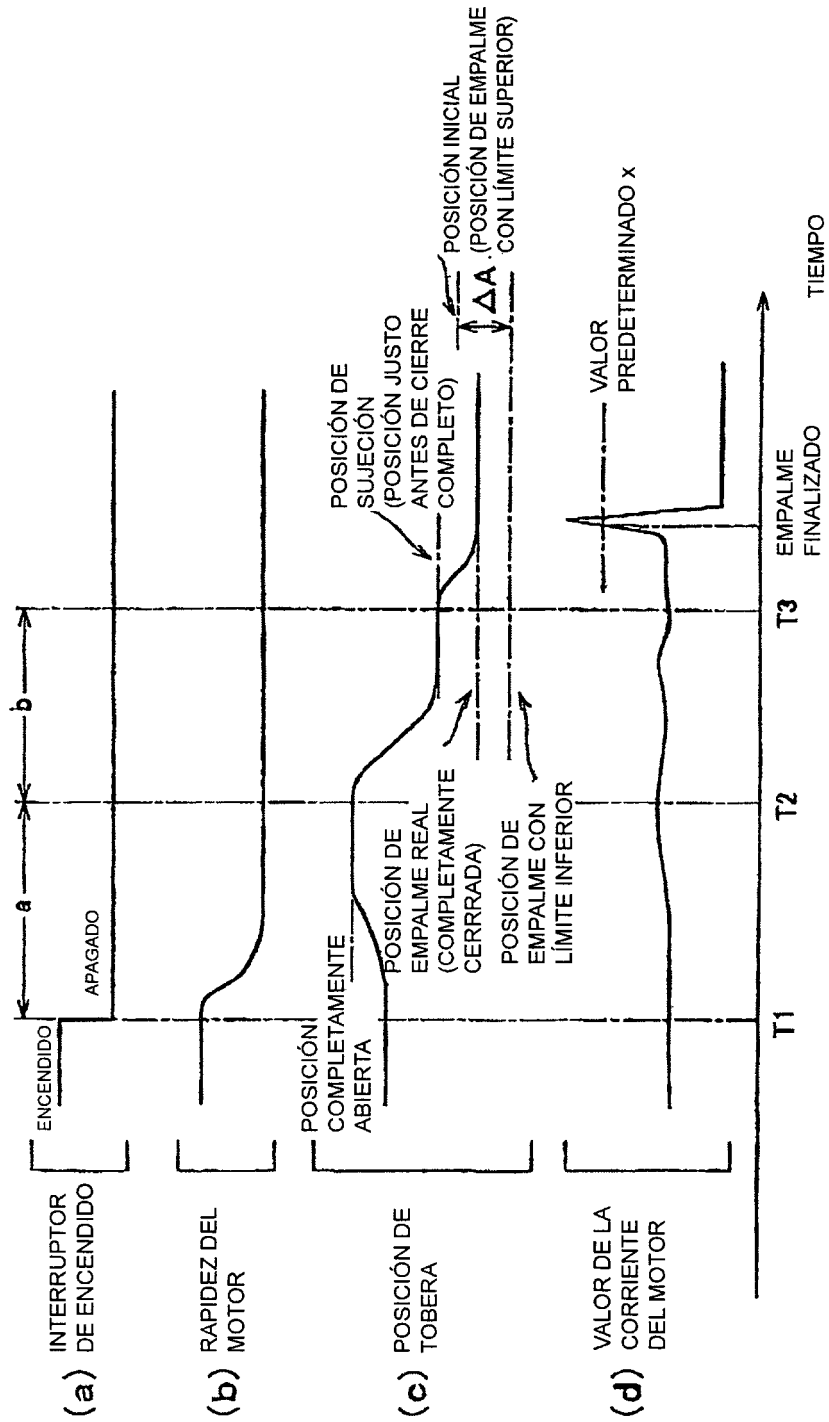 (a)
INTERRUPTOR
DE ENCENDIDO
ENCENDIDO
APAGADO
a
b
(b)
RAPIDEZ DEL
MOTOR
(c)
POSICIÓN DE
TOBERA
POSICIÓN
COMPLETAMENTE
ABIERTA
POSICIÓN DE
EMPALME REAL
(COMPLETAMENTE
CERRRADA)
POSICIÓN DE
EMPALME CON
LÍMITE INFERIOR
POSICIÓN DE
SUJECIÓN
(POSICIÓN JUSTO
ANTES DE CIERRE
COMPLETO)
POSICIÓN INICIAL
(POSICIÓN DE EMPALME
CON LÍMITE SUPERIOR)
ΔA
(d)
VALOR DE LA
CORRIENTE
DEL MOTOR
VALOR
PREDETERMINADO x
T1
T2
T3
EMPALME
FINALIZADO
TIEMPO